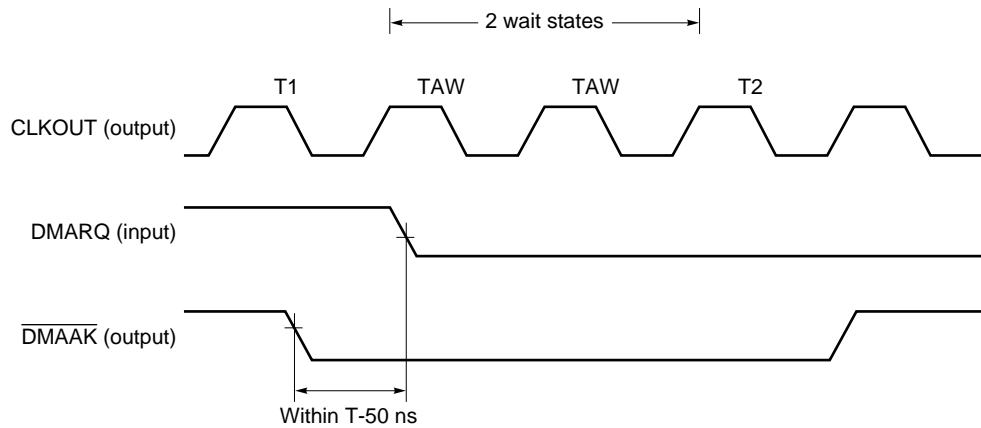 2 wait states
T1 TAW TAW T2
CLKOUT (output)
DMARQ (input)
DMAAK (output)
Within T-50 ns